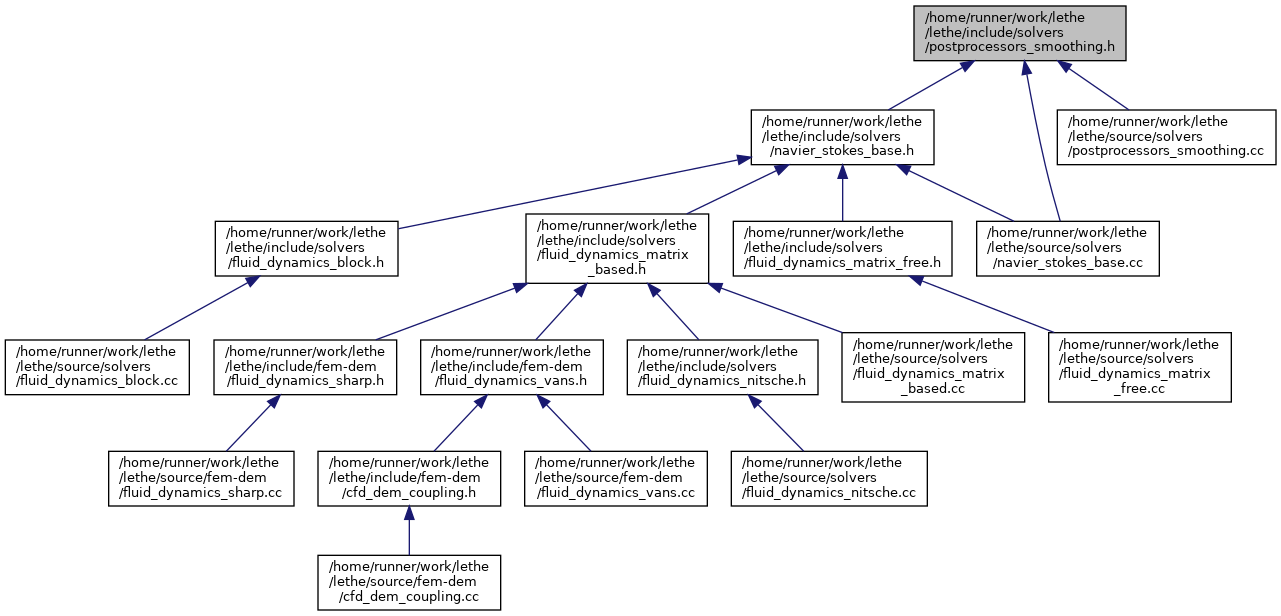 /home/runner/work/lethe
/lethe/include/solvers
/postprocessors_smoothing.h
/home/runner/work/lethe
/lethe/include/solvers
/navier_stokes_base.h
/home/runner/work/lethe
/lethe/source/solvers
/postprocessors_smoothing.cc
/home/runner/work/lethe
/lethe/include/solvers
/fluid_dynamics_block.h
/home/runner/work/lethe
/lethe/include/solvers
/fluid_dynamics_matrix
_based.h
/home/runner/work/lethe
/lethe/include/solvers
/fluid_dynamics_matrix_free.h
/home/runner/work/lethe
/lethe/source/solvers
/navier_stokes_base.cc
/home/runner/work/lethe
/lethe/source/solvers
/fluid_dynamics_block.cc
/home/runner/work/lethe
/lethe/include/fem-dem
/fluid_dynamics_sharp.h
/home/runner/work/lethe
/lethe/include/fem-dem
/fluid_dynamics_vans.h
/home/runner/work/lethe
/lethe/include/solvers
/fluid_dynamics_nitsche.h
/home/runner/work/lethe
/lethe/source/solvers
/fluid_dynamics_matrix
_based.cc
/home/runner/work/lethe
/lethe/source/solvers
/fluid_dynamics_matrix
_free.cc
/home/runner/work/lethe
/lethe/source/fem-dem
/fluid_dynamics_sharp.cc
/home/runner/work/lethe
/lethe/include/fem-dem
/cfd_dem_coupling.h
/home/runner/work/lethe
/lethe/source/fem-dem
/fluid_dynamics_vans.cc
/home/runner/work/lethe
/lethe/source/solvers
/fluid_dynamics_nitsche.cc
/home/runner/work/lethe
/lethe/source/fem-dem
/cfd_dem_coupling.cc